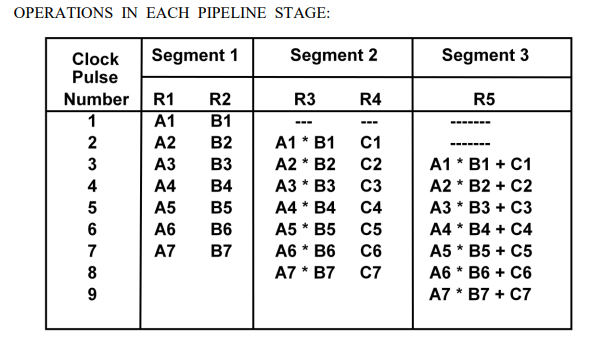 OPERATIONS IN EACH PIPELINE STAGE:
Clock Pulse Number Segment 1 Segment 2 Segment 3
R1 R2 R3 R4 R5
1 A1 B1 --- --- -------
2 A2 B2 A1 * B1 C1 -------
3 A3 B3 A2 * B2 C2 A1 * B1 + C1
4 A4 B4 A3 * B3 C3 A2 * B2 + C2
5 A5 B5 A4 * B4 C4 A3 * B3 + C3
6 A6 B6 A5 * B5 C5 A4 * B4 + C4
7 A7 B7 A6 * B6 C6 A5 * B5 + C5
8 A7 * B7 C7 A6 * B6 + C6
9 A7 * B7 + C7